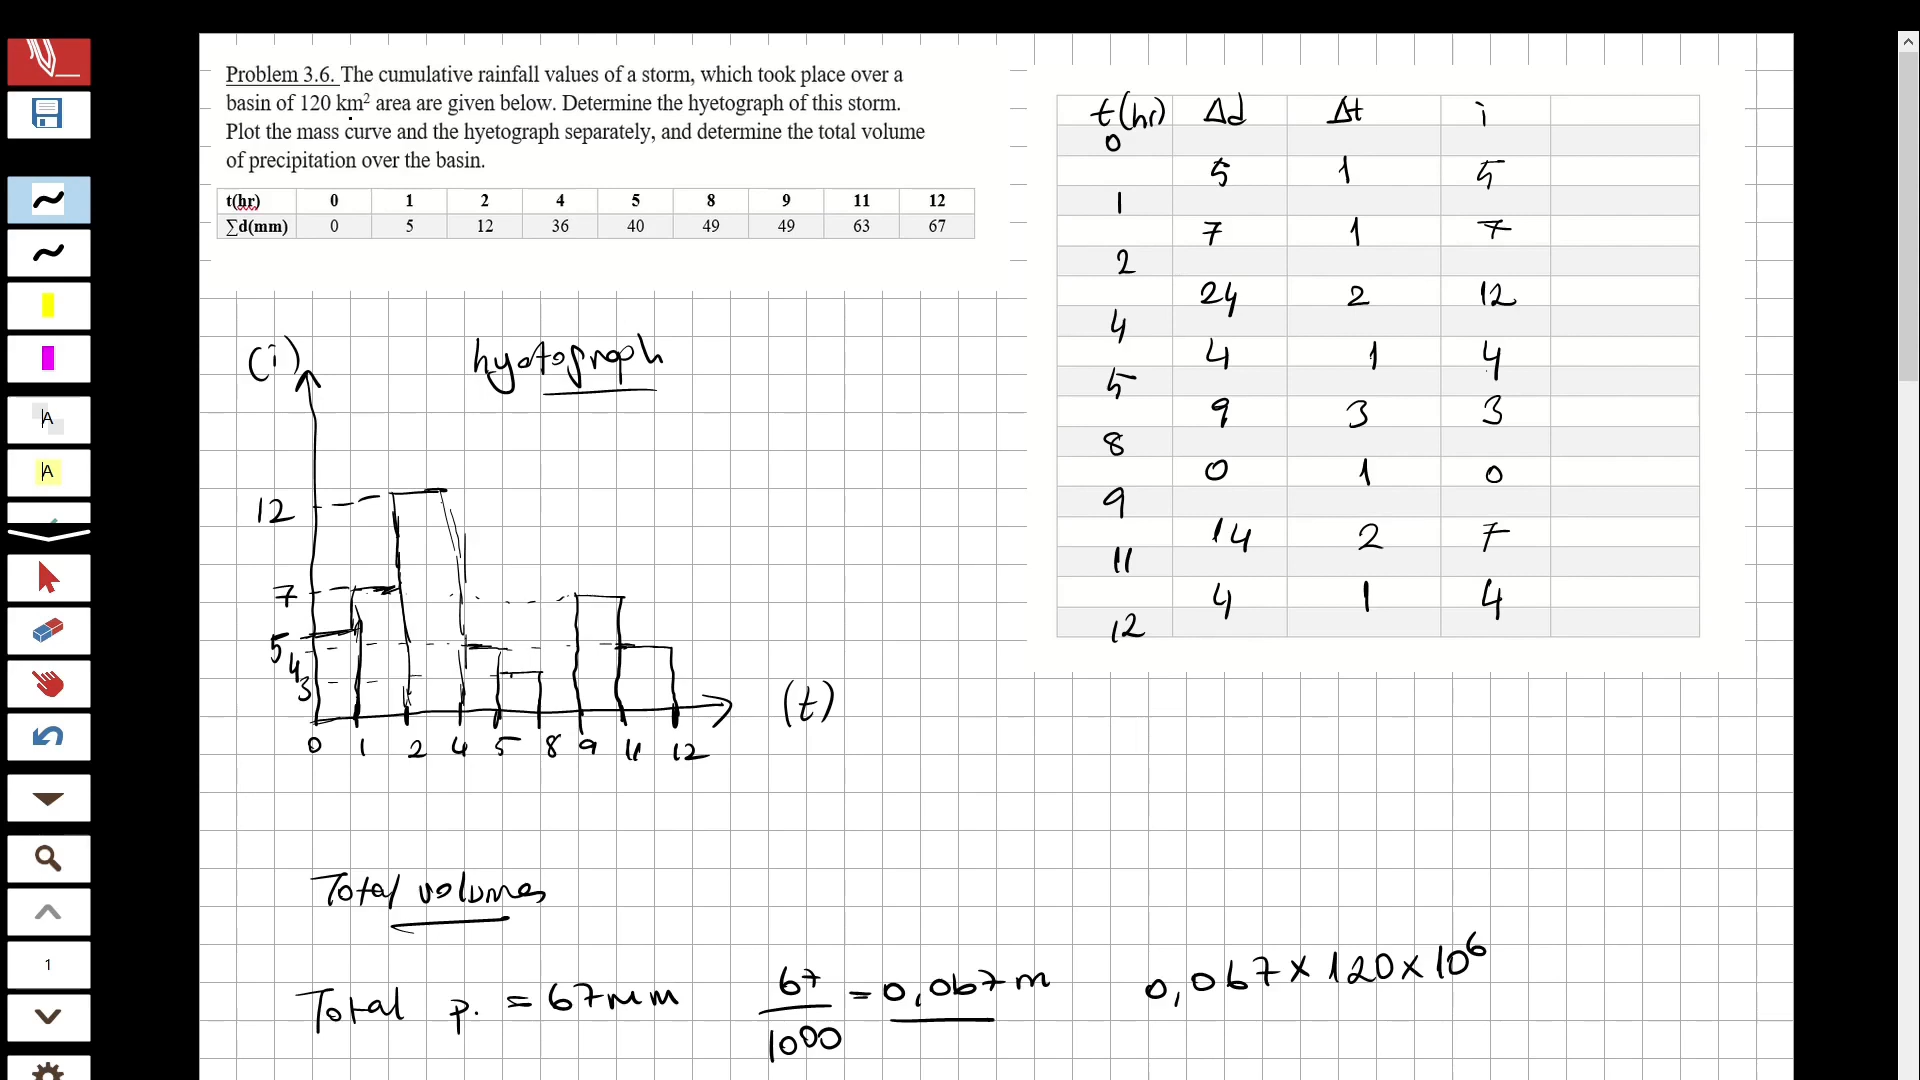 Problem 3.6. The cumulative rainfall values of a storm, which took place over a
basin of 120 km² area are given below. Determine the hyetograph of this storm.
Plot the mass curve and the hyetograph separately, and determine the total volume
of precipitation over the basin.
t(hr) 0 1 2 4 5 8 9 11 12
∑d(mm) 0 5 12 36 40 49 49 63 67
t(hr) Δd Δt i
0
5 1 5
1
7 1 7
2
24 2 12
4
4 1 4
5
9 3 3
8
0 1 0
9
14 2 7
11
4 1 4
12
(i)
hyotograph
12
7
5
4
3
(t)
0 1 2 4 5 8 9 11 12
Total volumes
Total p. = 67mm 67/1000 = 0,067m 0,067 × 120 × 10⁶
A
A
1